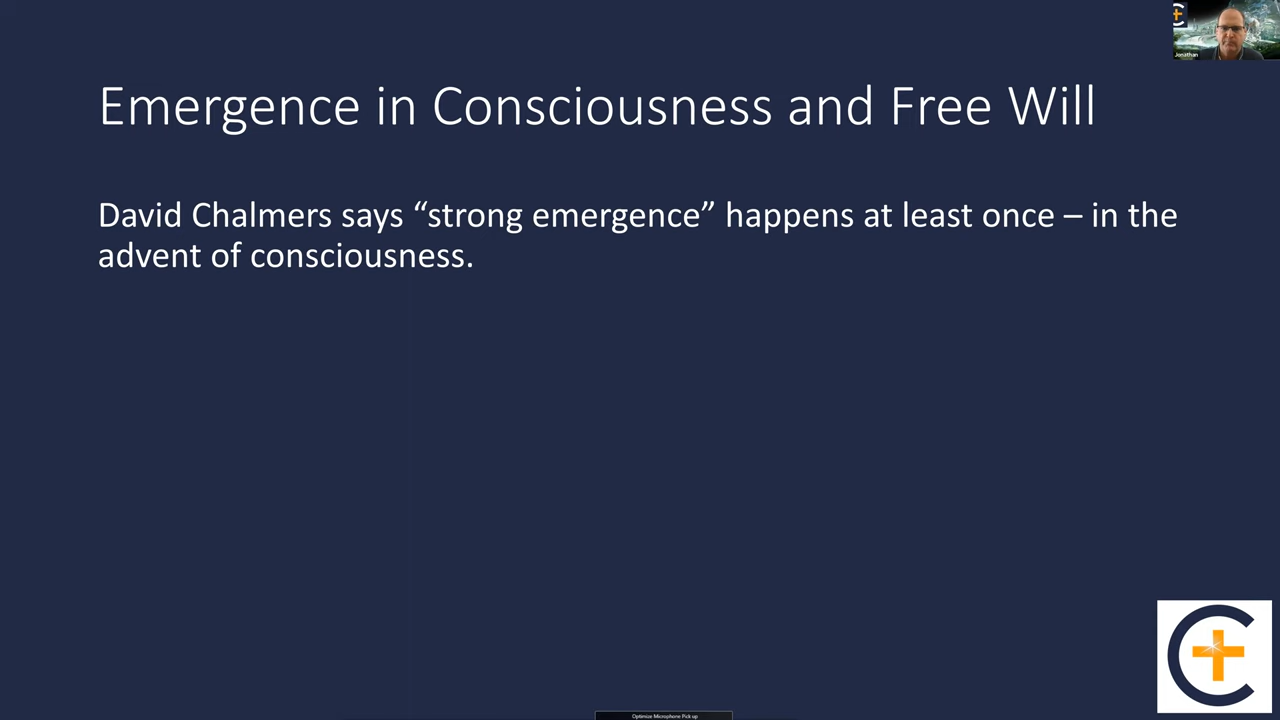 Jonathan
Emergence in Consciousness and Free Will
David Chalmers says “strong emergence” happens at least once – in the
advent of consciousness.
Optimize Microphone Pick up